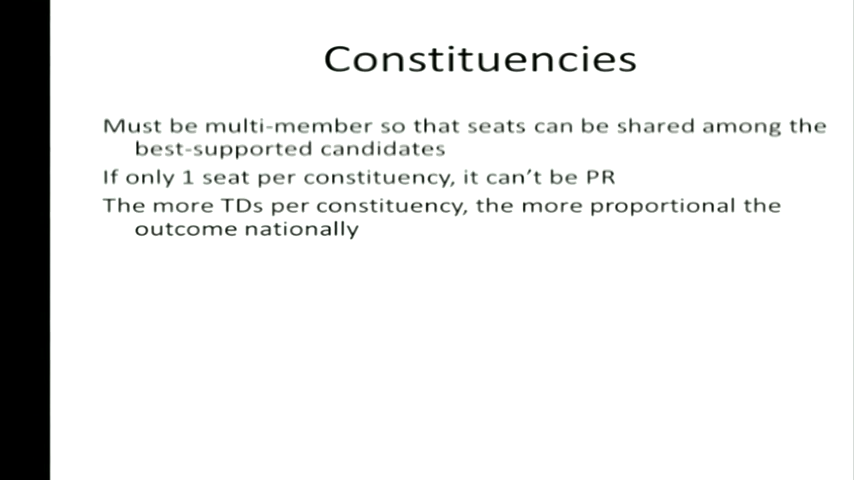 Constituencies
Must be multi-member so that seats can be shared among the
best-supported candidates
If only 1 seat per constituency, it can't be PR
The more TDs per constituency, the more proportional the
outcome nationally